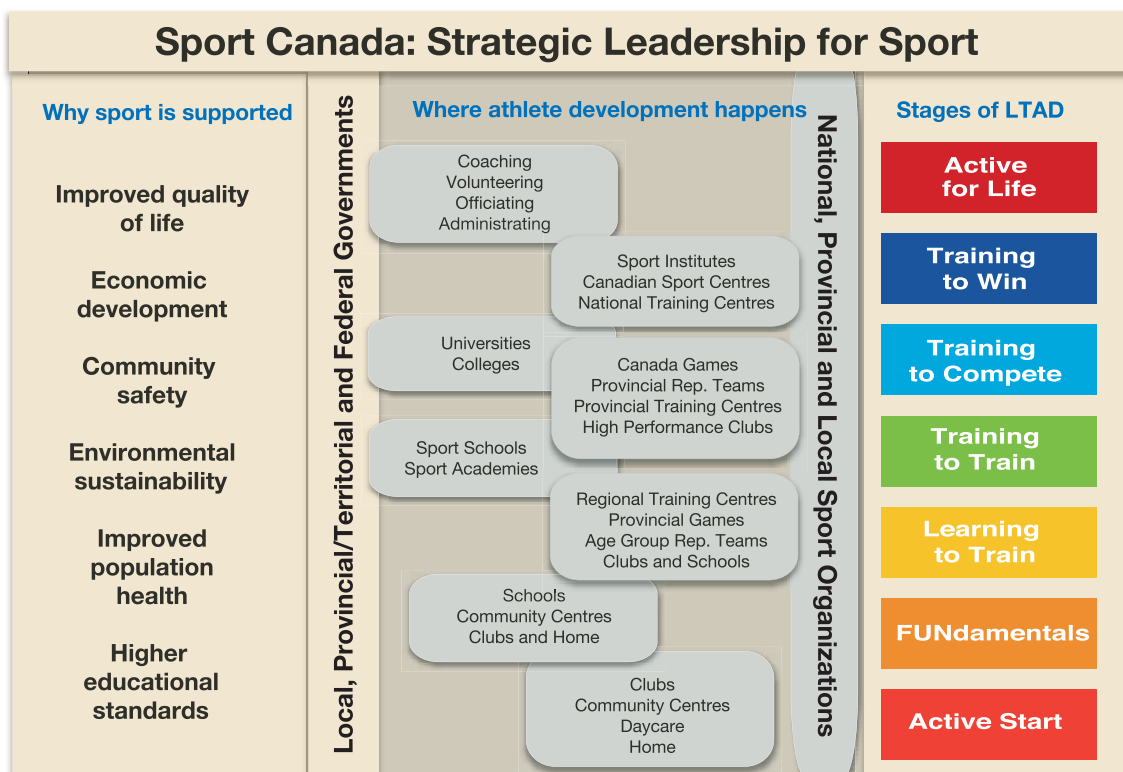 Sport Canada: Strategic Leadership for Sport
Why sport is supported
Improved quality
of life
Economic
development
Community
safety
Environmental
sustainability
Improved
population
health
Higher
educational
standards
Local, Provincial/Territorial and Federal Governments
Where athlete development happens
Coaching
Volunteering
Officiating
Administrating
Sport Institutes
Canadian Sport Centres
National Training Centres
Universities
Colleges
Canada Games
Provincial Rep. Teams
Provincial Training Centres
High Performance Clubs
Sport Schools
Sport Academies
Regional Training Centres
Provincial Games
Age Group Rep. Teams
Clubs and Schools
Schools
Community Centres
Clubs and Home
Clubs
Community Centres
Daycare
Home
National, Provincial and Local Sport Organizations
Stages of LTAD
Active
for Life
Training
to Win
Training
to Compete
Training
to Train
Learning
to Train
FUNdamentals
Active Start